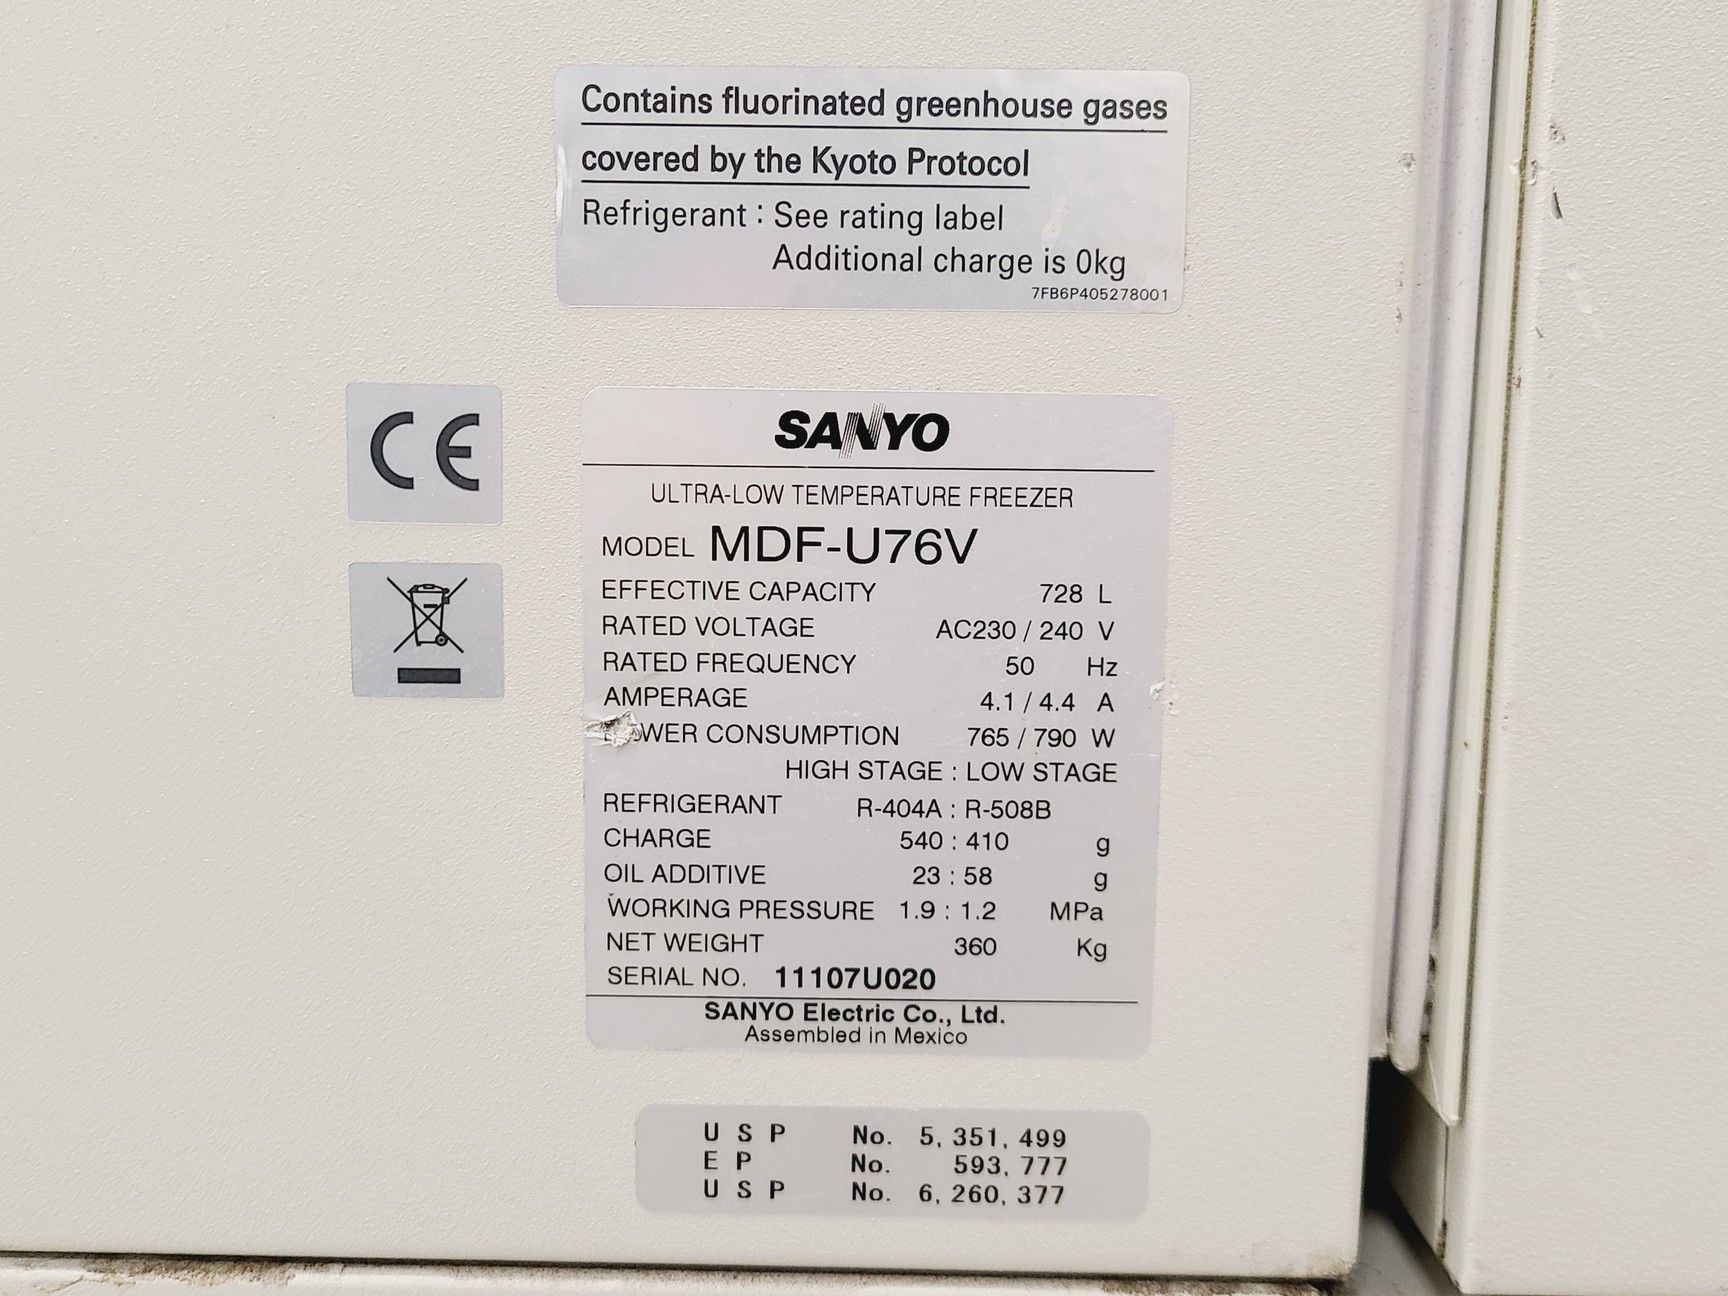 Contains fluorinated greenhouse gases
covered by the Kyoto Protocol
Refrigerant : See rating label
Additional charge is 0kg
7FB6P405278001
CE
SANYO
ULTRA-LOW TEMPERATURE FREEZER
MODEL MDF-U76V
EFFECTIVE CAPACITY 728 L
RATED VOLTAGE AC230 / 240 V
RATED FREQUENCY 50 Hz
AMPERAGE 4.1 / 4.4 A
POWER CONSUMPTION 765 / 790 W
HIGH STAGE : LOW STAGE
REFRIGERANT R-404A : R-508B
CHARGE 540 : 410 g
OIL ADDITIVE 23 : 58 g
WORKING PRESSURE 1.9 : 1.2 MPa
NET WEIGHT 360 Kg
SERIAL NO. 11107U020
SANYO Electric Co., Ltd.
Assembled in Mexico
USP No. 5, 351, 499
EP No. 593, 777
USP No. 6, 260, 377